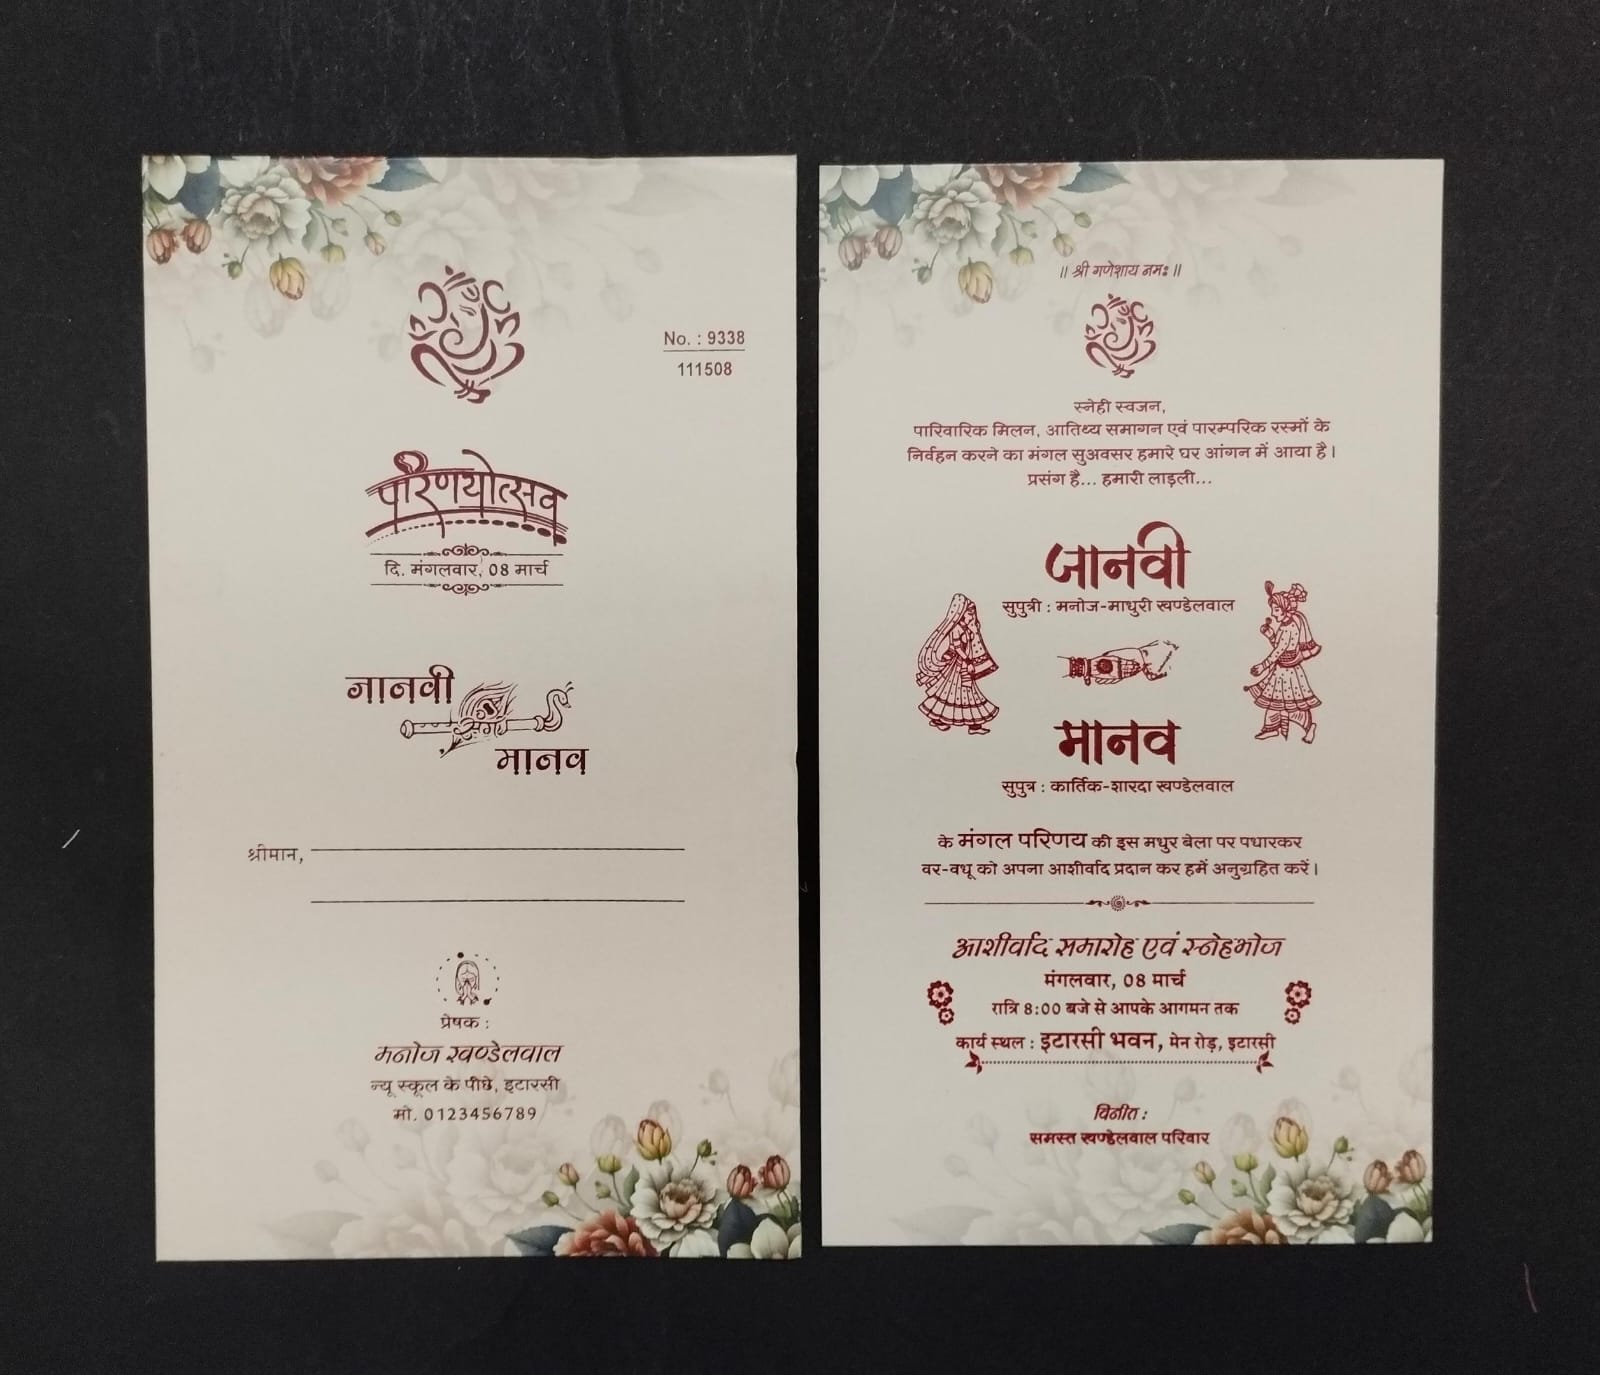 No. : 9338
111508
परिणयोत्सव
दि. मंगलवार, 08 मार्च
जानवी
संग
मानव
श्रीमान,
प्रेषक :
मनोज खण्डेलवाल
न्यू स्कूल के पीछे, इटारसी
मो. 0123456789
॥ श्री गणेशाय नमः ॥
स्नेही स्वजन,
पारिवारिक मिलन, आतिथ्य समागन एवं पारम्परिक रस्मों के
निर्वहन करने का मंगल सुअवसर हमारे घर आंगन में आया है।
प्रसंग है... हमारी लाड़ली...
जानवी
सुपुत्री : मनोज-माधुरी खण्डेलवाल
मानव
सुपुत्र : कार्तिक-शारदा खण्डेलवाल
के मंगल परिणय की इस मधुर बेला पर पधारकर
वर-वधू को अपना आशीर्वाद प्रदान कर हमें अनुग्रहित करें।
आशीर्वाद समारोह एवं स्नेहभोज
मंगलवार, 08 मार्च
रात्रि 8:00 बजे से आपके आगमन तक
कार्य स्थल : इटारसी भवन, मेन रोड़, इटारसी
विनीत :
समस्त खण्डेलवाल परिवार